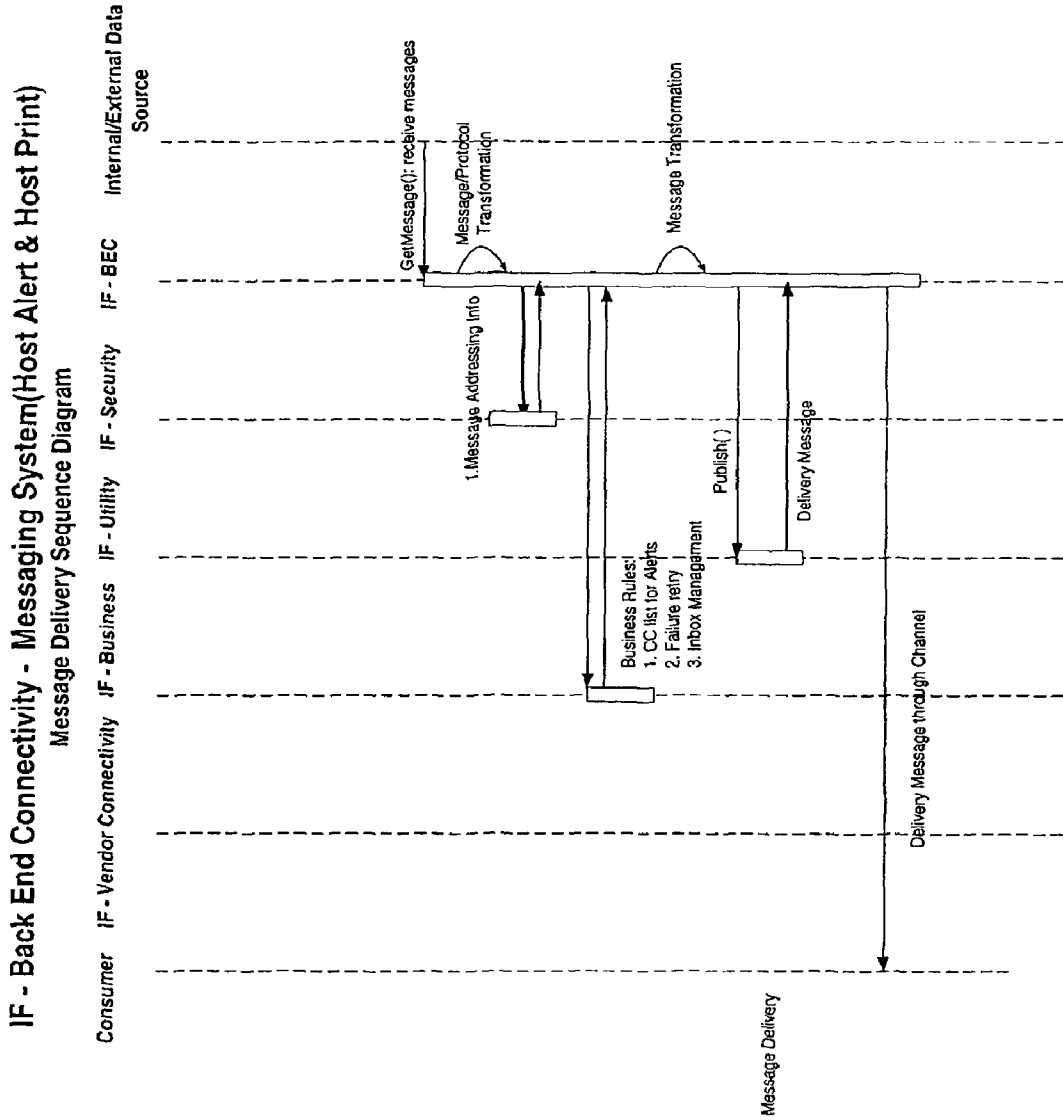 IF - Back End Connectivity - Messaging System(Host Alert & Host Print)
Message Delivery Sequence Diagram
Consumer
IF - Vendor Connectivity
IF - Business
IF - Utility
IF - Security
IF - BEC
Internal/External Data
Source
GetMessage(): receive messages
Message/Protocol
Transformation
1.Message Addressing Info
Business Rules:
1. CC list for Alerts
2. Failure retry
3. Inbox Management
Message Transformation
Publish( )
Delivery Message
Message Delivery
Delivery Message through Channel